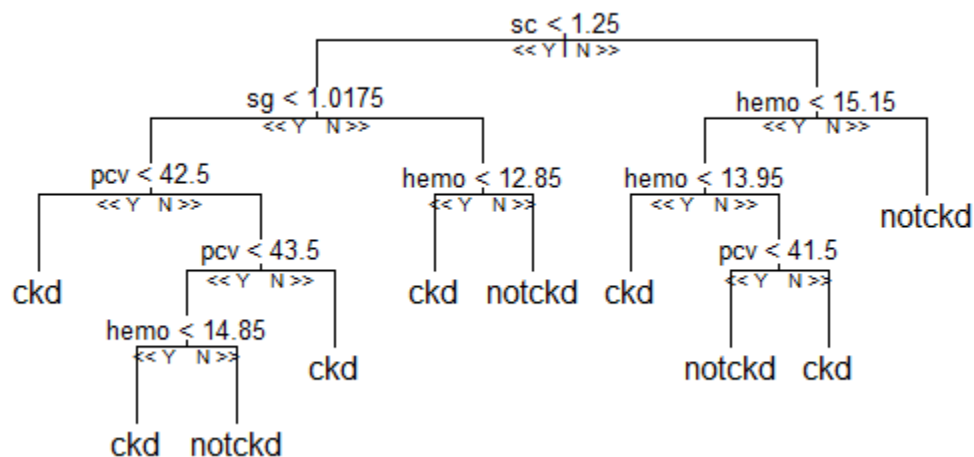 sc < 1.25
<< Y N >>
sg < 1.0175
<< Y N >>
hemo < 15.15
<< Y N >>
pcv < 42.5
<< Y N >>
hemo < 12.85
<< Y N >>
hemo < 13.95
<< Y N >>
notckd
ckd
pcv < 43.5
<< Y N >>
ckd
notckd
ckd
pcv < 41.5
<< Y N >>
hemo < 14.85
<< Y N >>
ckd
notckd
ckd
ckd
notckd